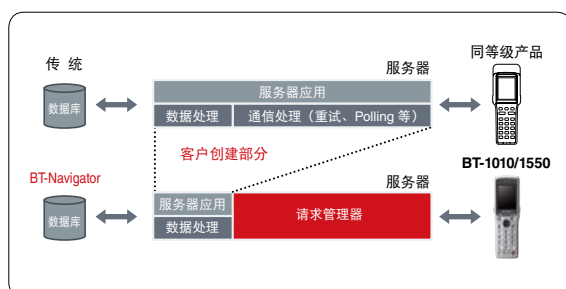 传 统
服务器
同等级产品
数据库
服务器应用
数据处理
通信处理（重试、Polling 等）
客户创建部分
BT-Navigator
服务器
BT-1010/1550
数据库
服务器应用
数据处理
请求管理器